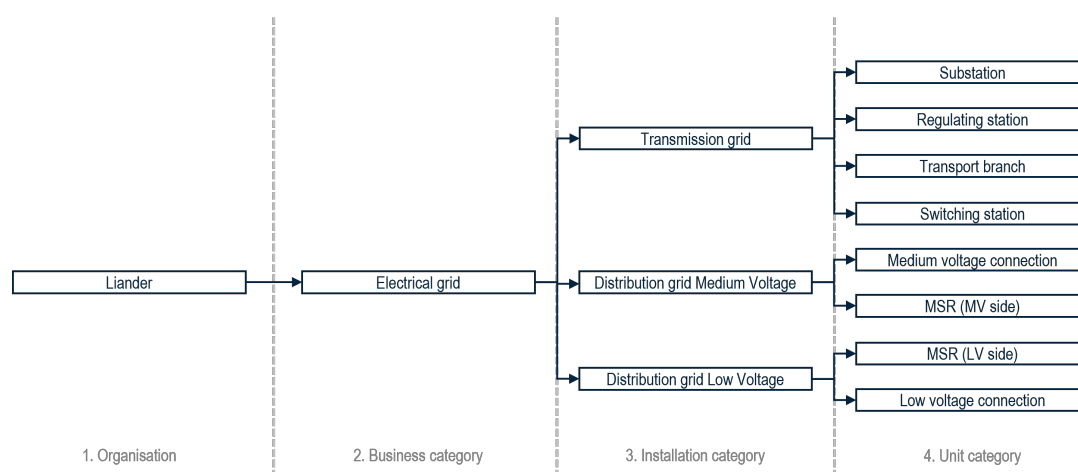 Substation
Regulating station
Transmission grid
Transport branch
Switching station
Medium voltage connection
Liander
Electrical grid
Distribution grid Medium Voltage
MSR (MV side)
MSR (LV side)
Distribution grid Low Voltage
Low voltage connection
1. Organisation
2. Business category
3. Installation category
4. Unit category